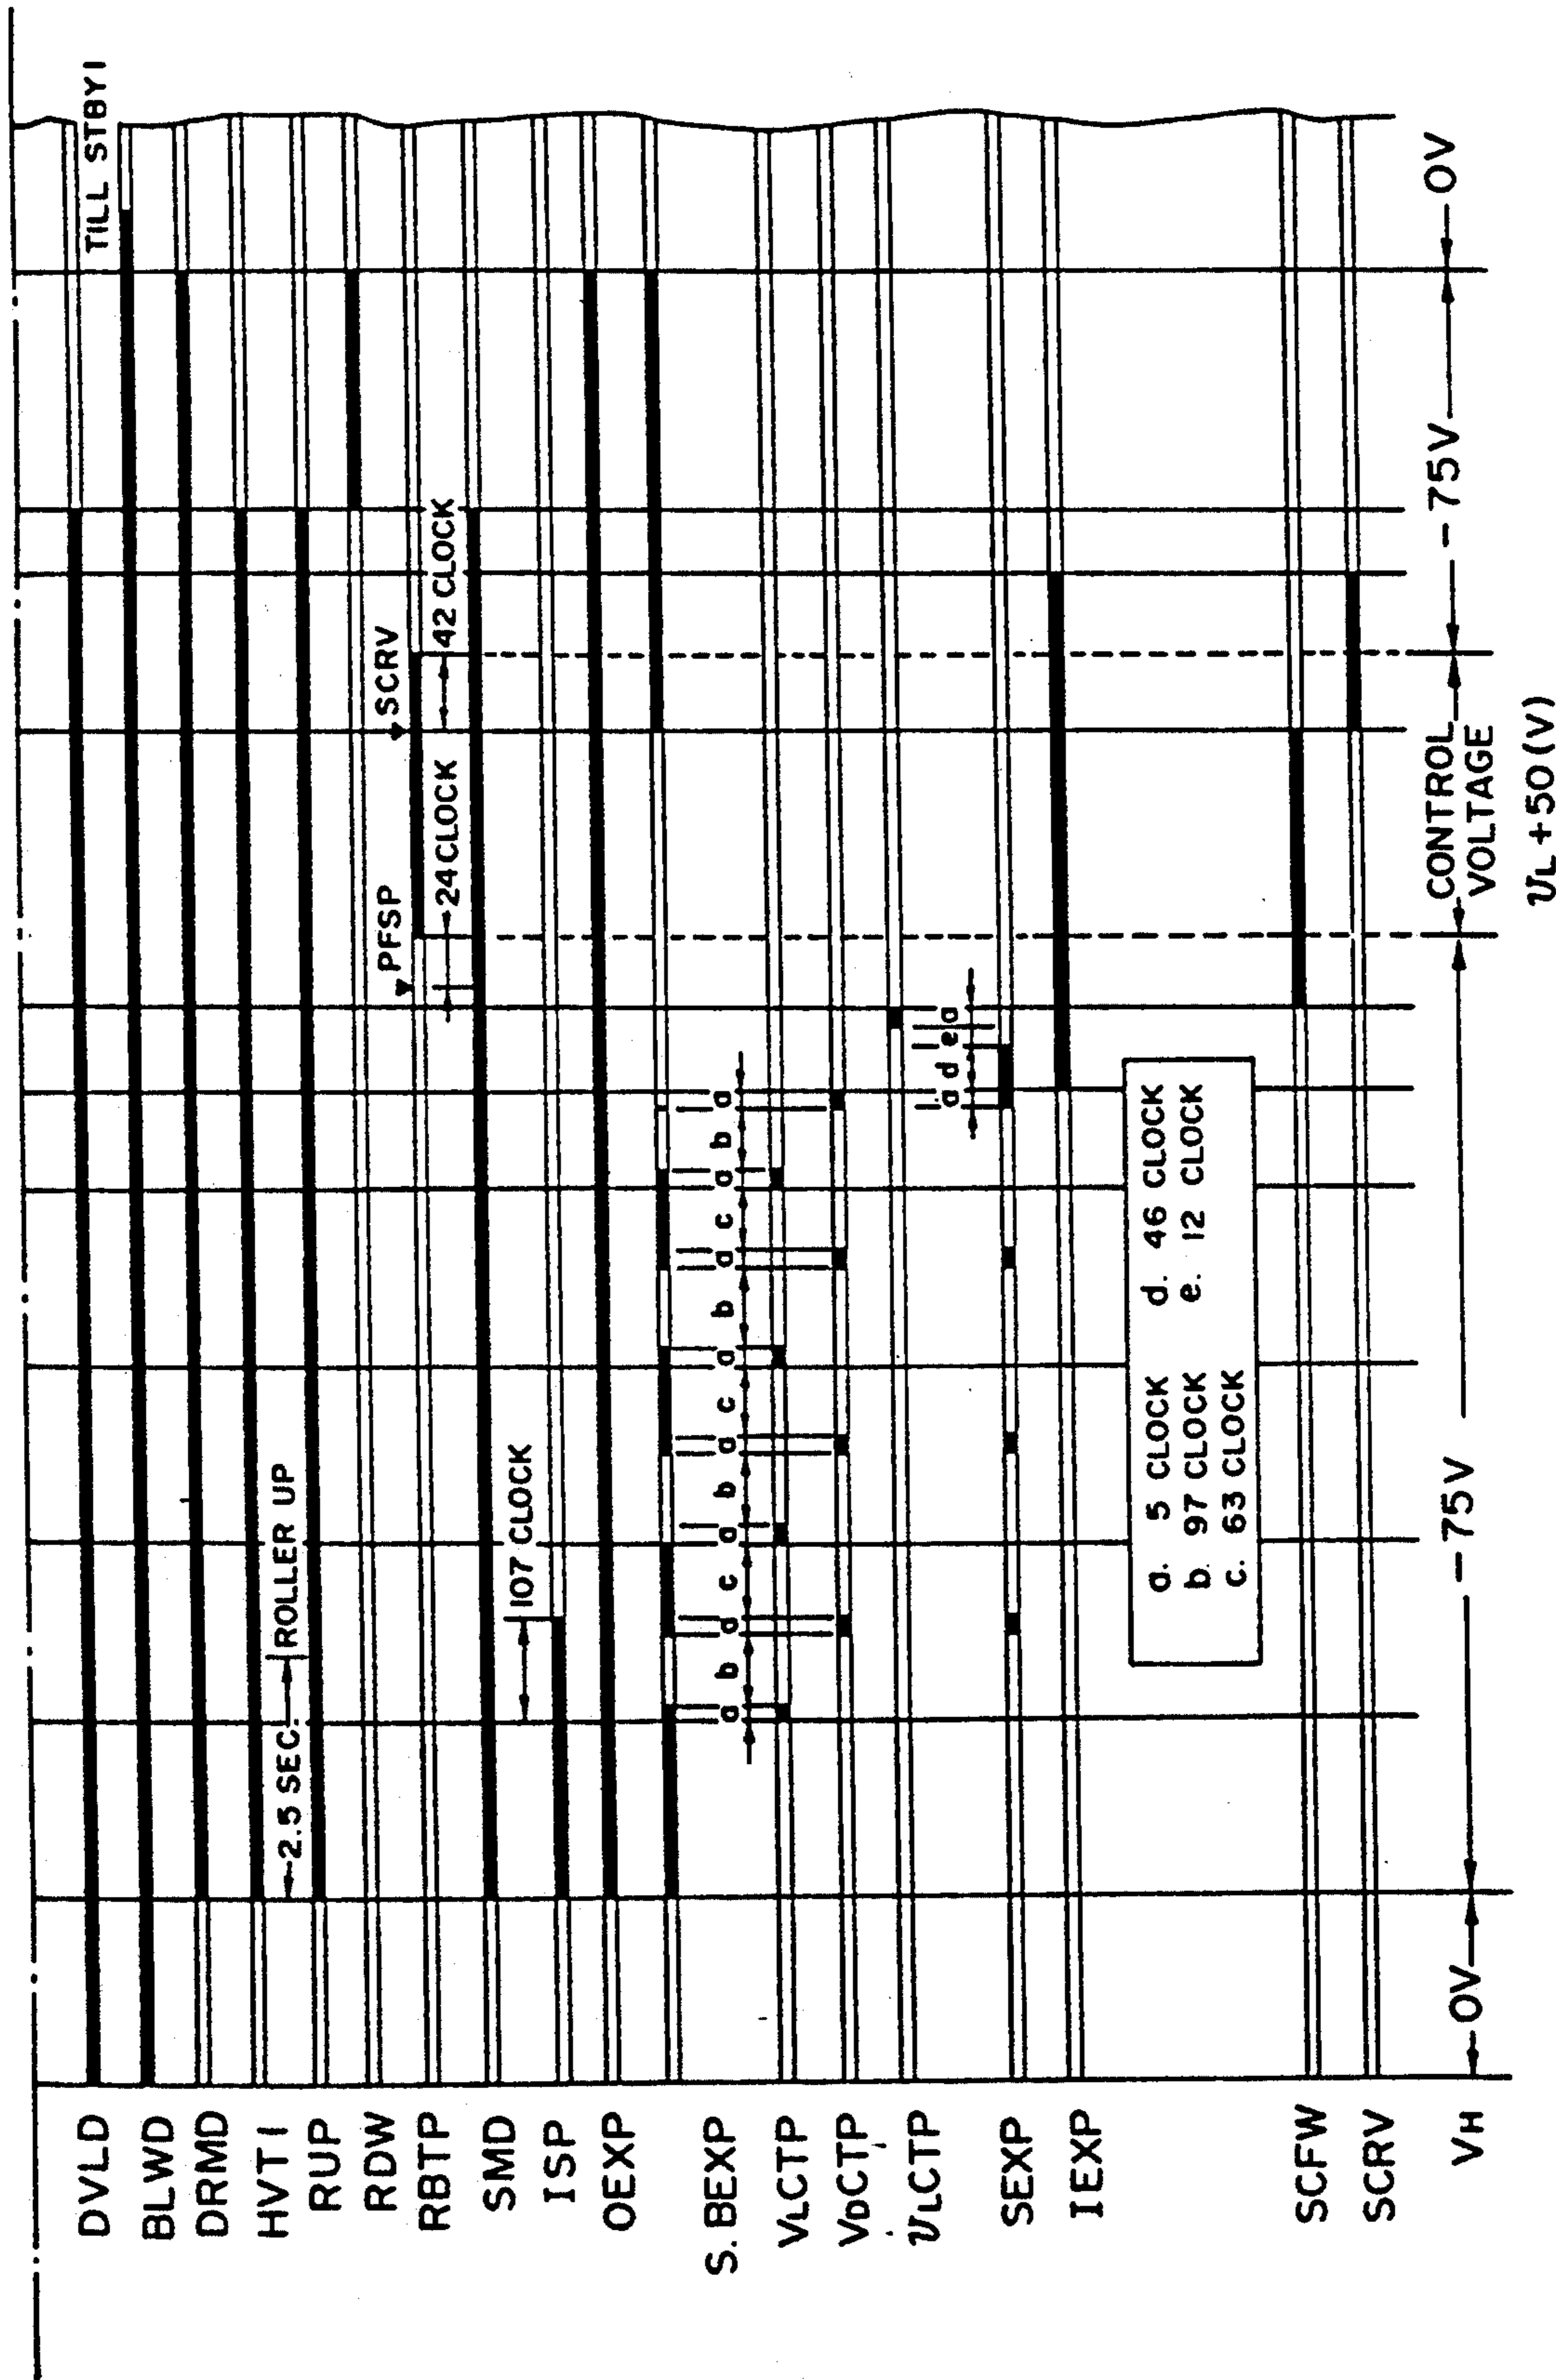 TILL STBY1
DVLD
BLWD
DRMD
HVT1
2.5 SEC.
ROLLER UP
RUP
RDW
PFSP
SCRV
RBTP
24 CLOCK
42 CLOCK
SMD
107 CLOCK
ISP
OEXP
S. BEXP
a b a c a b a c a b a c a b a
VLCTP
VDCTP
υLCTP
a d e a
SEXP
IEXP
a. 5 CLOCK d. 46 CLOCK
b. 97 CLOCK e. 12 CLOCK
c. 63 CLOCK
SCFW
SCRV
VH
0V
-75V
CONTROL
VOLTAGE
υL+50(V)
-75V
0V